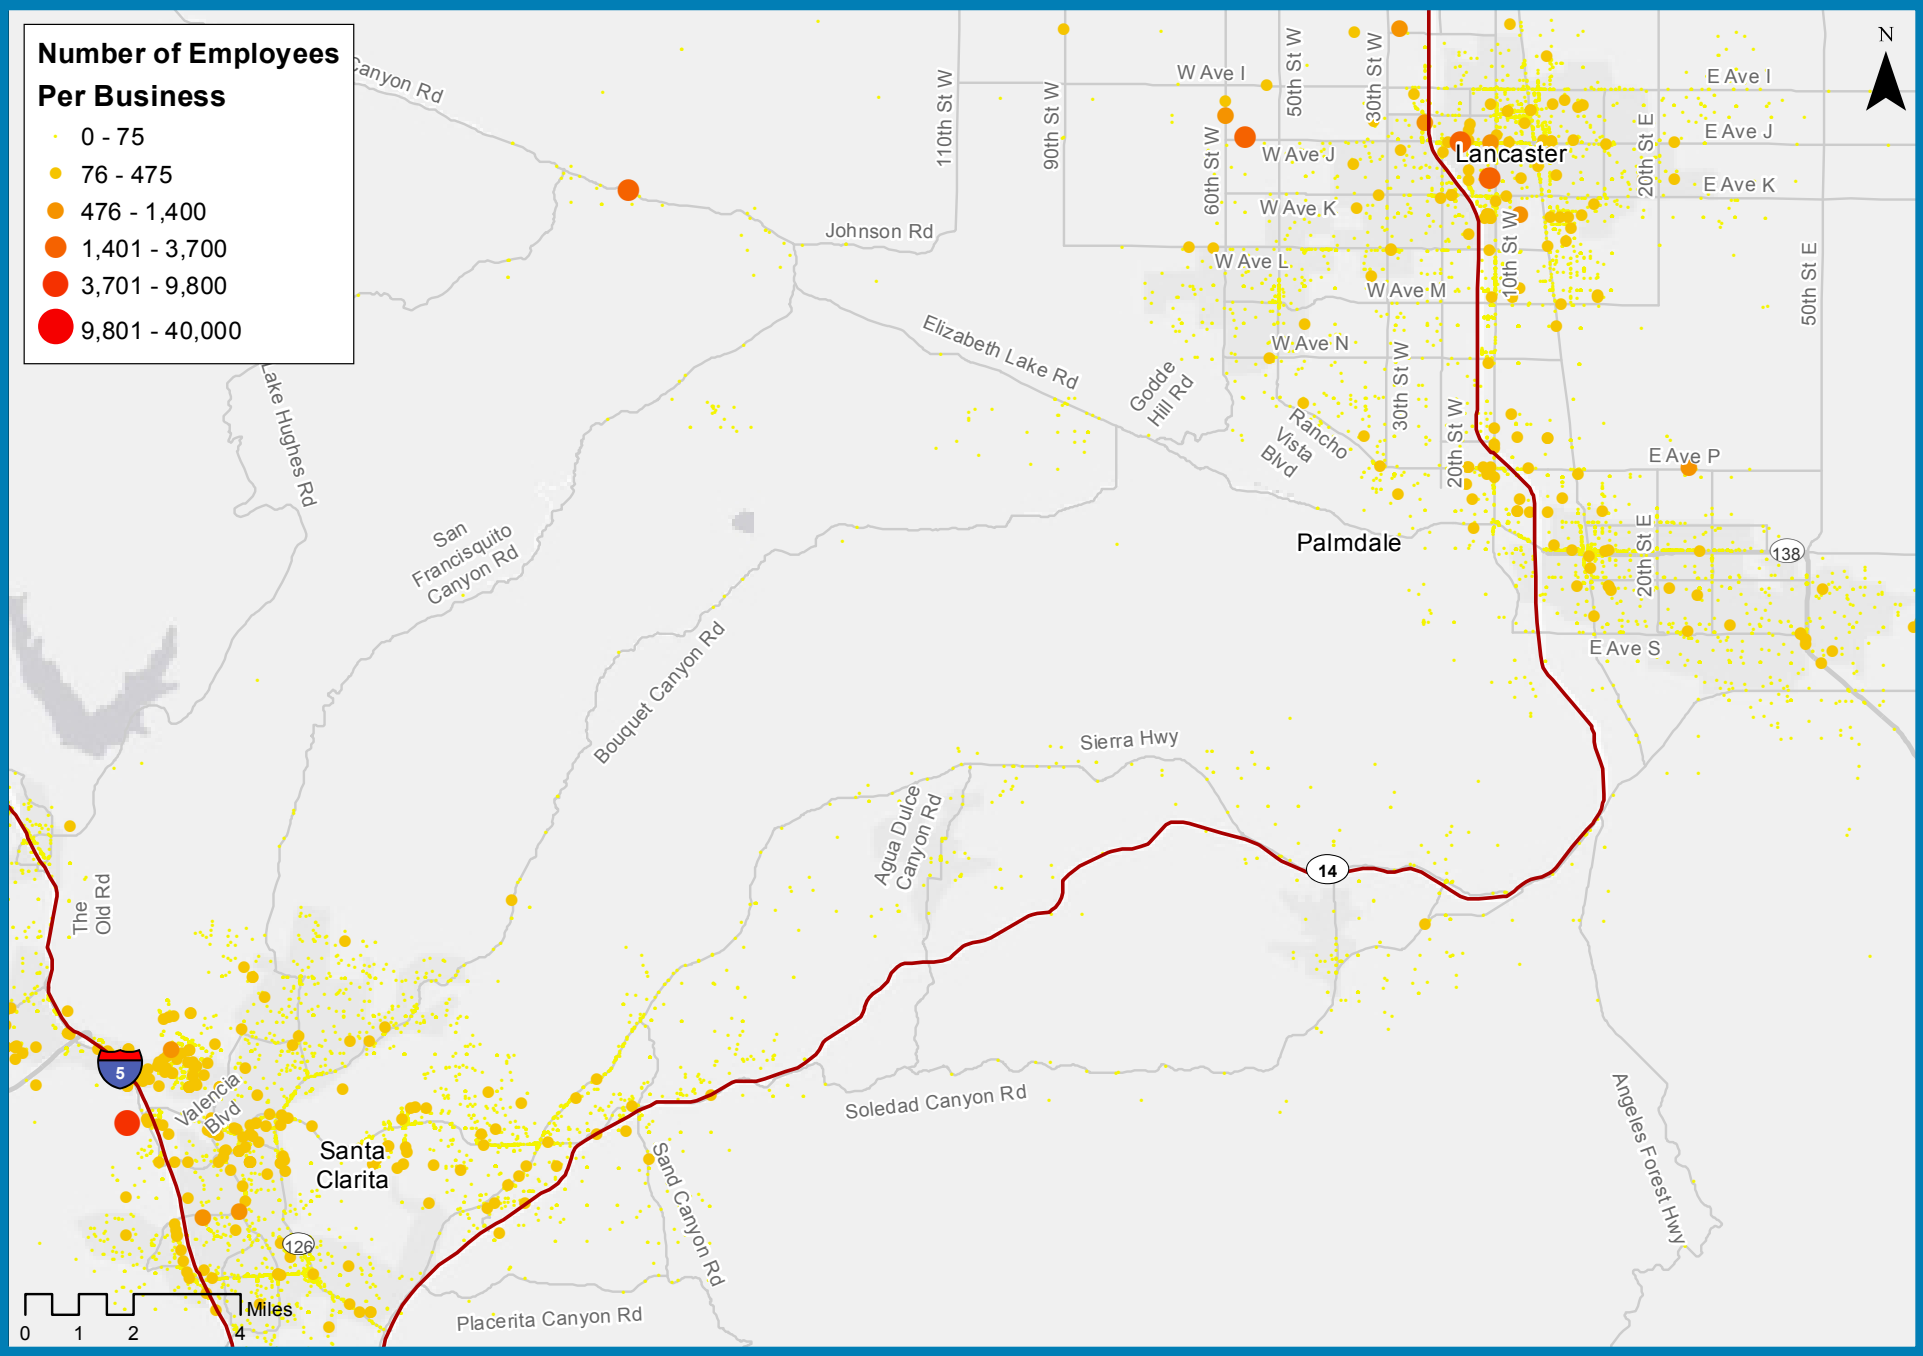 Number of Employees
Per Business
0 - 75
76 - 475
476 - 1,400
1,401 - 3,700
3,701 - 9,800
9,801 - 40,000
Canyon Rd
110th St W
90th St W
W Ave I
50th St W
30th St W
E Ave I
N
60th St W
W Ave J
Lancaster
20th St E
E Ave J
E Ave K
W Ave K
Johnson Rd
W Ave L
10th St W
50th St E
W Ave M
W Ave N
Elizabeth Lake Rd
Godde
Hill Rd
30th St W
Rancho
Vista
Blvd
20th St W
E Ave P
Lake Hughes Rd
San
Francisquito
Canyon Rd
Palmdale
20th St E
138
E Ave S
Bouquet Canyon Rd
Sierra Hwy
Agua Dulce
Canyon Rd
14
The
Old Rd
5
Valencia
Blvd
Soledad Canyon Rd
Angeles Forest Hwy
Santa
Clarita
Sand Canyon Rd
126
Placerita Canyon Rd
Miles
0 1 2 4